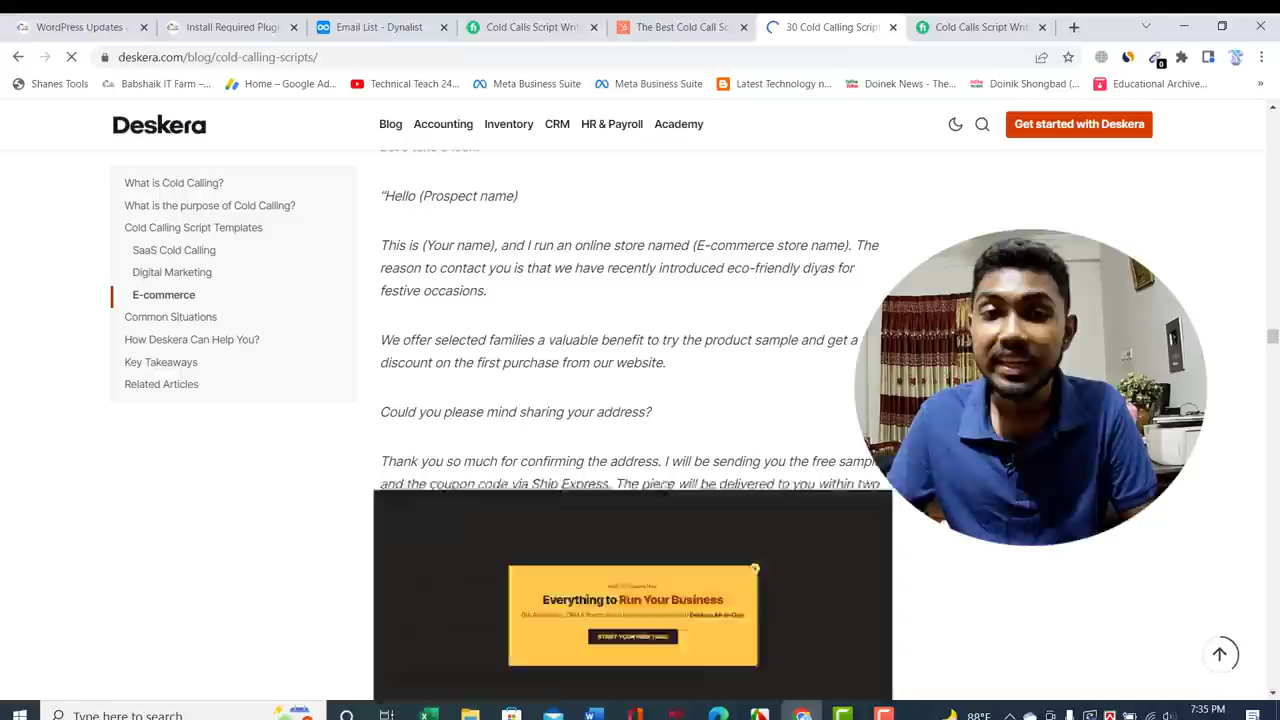 WordPress Updates
Install Required Plug
Email List - Dynalist
Cold Calls Script Writ
The Best Cold Call Sc
30 Cold Calling Script
Cold Calls Script Writ
deskera.com/blog/cold-calling-scripts/
0
Shanes Tools
Babshaik IT Farm –...
Home – Google Ad...
Technical Teach 24...
Meta Business Suite
Meta Business Suite
Latest Technology n...
Doinek News - The...
Doinik Shongbad (...
Educational Archive...
»
Deskera
Blog
Accounting
Inventory
CRM
HR & Payroll
Academy
Get started with Deskera
What is Cold Calling?
What is the purpose of Cold Calling?
Cold Calling Script Templates
SaaS Cold Calling
Digital Marketing
E-commerce
Common Situations
How Deskera Can Help You?
Key Takeaways
Related Articles
“Hello (Prospect name)
This is (Your name), and I run an online store named (E-commerce store name). The
reason to contact you is that we have recently introduced eco-friendly diyas for
festive occasions.
We offer selected families a valuable benefit to try the product sample and get a
discount on the first purchase from our website.
Could you please mind sharing your address?
Thank you so much for confirming the address. I will be sending you the free sample
and the coupon code via Ship Express. The piece will be delivered to you within two
Everything to Run Your Business
Type here to search
88°F
7:35 PM